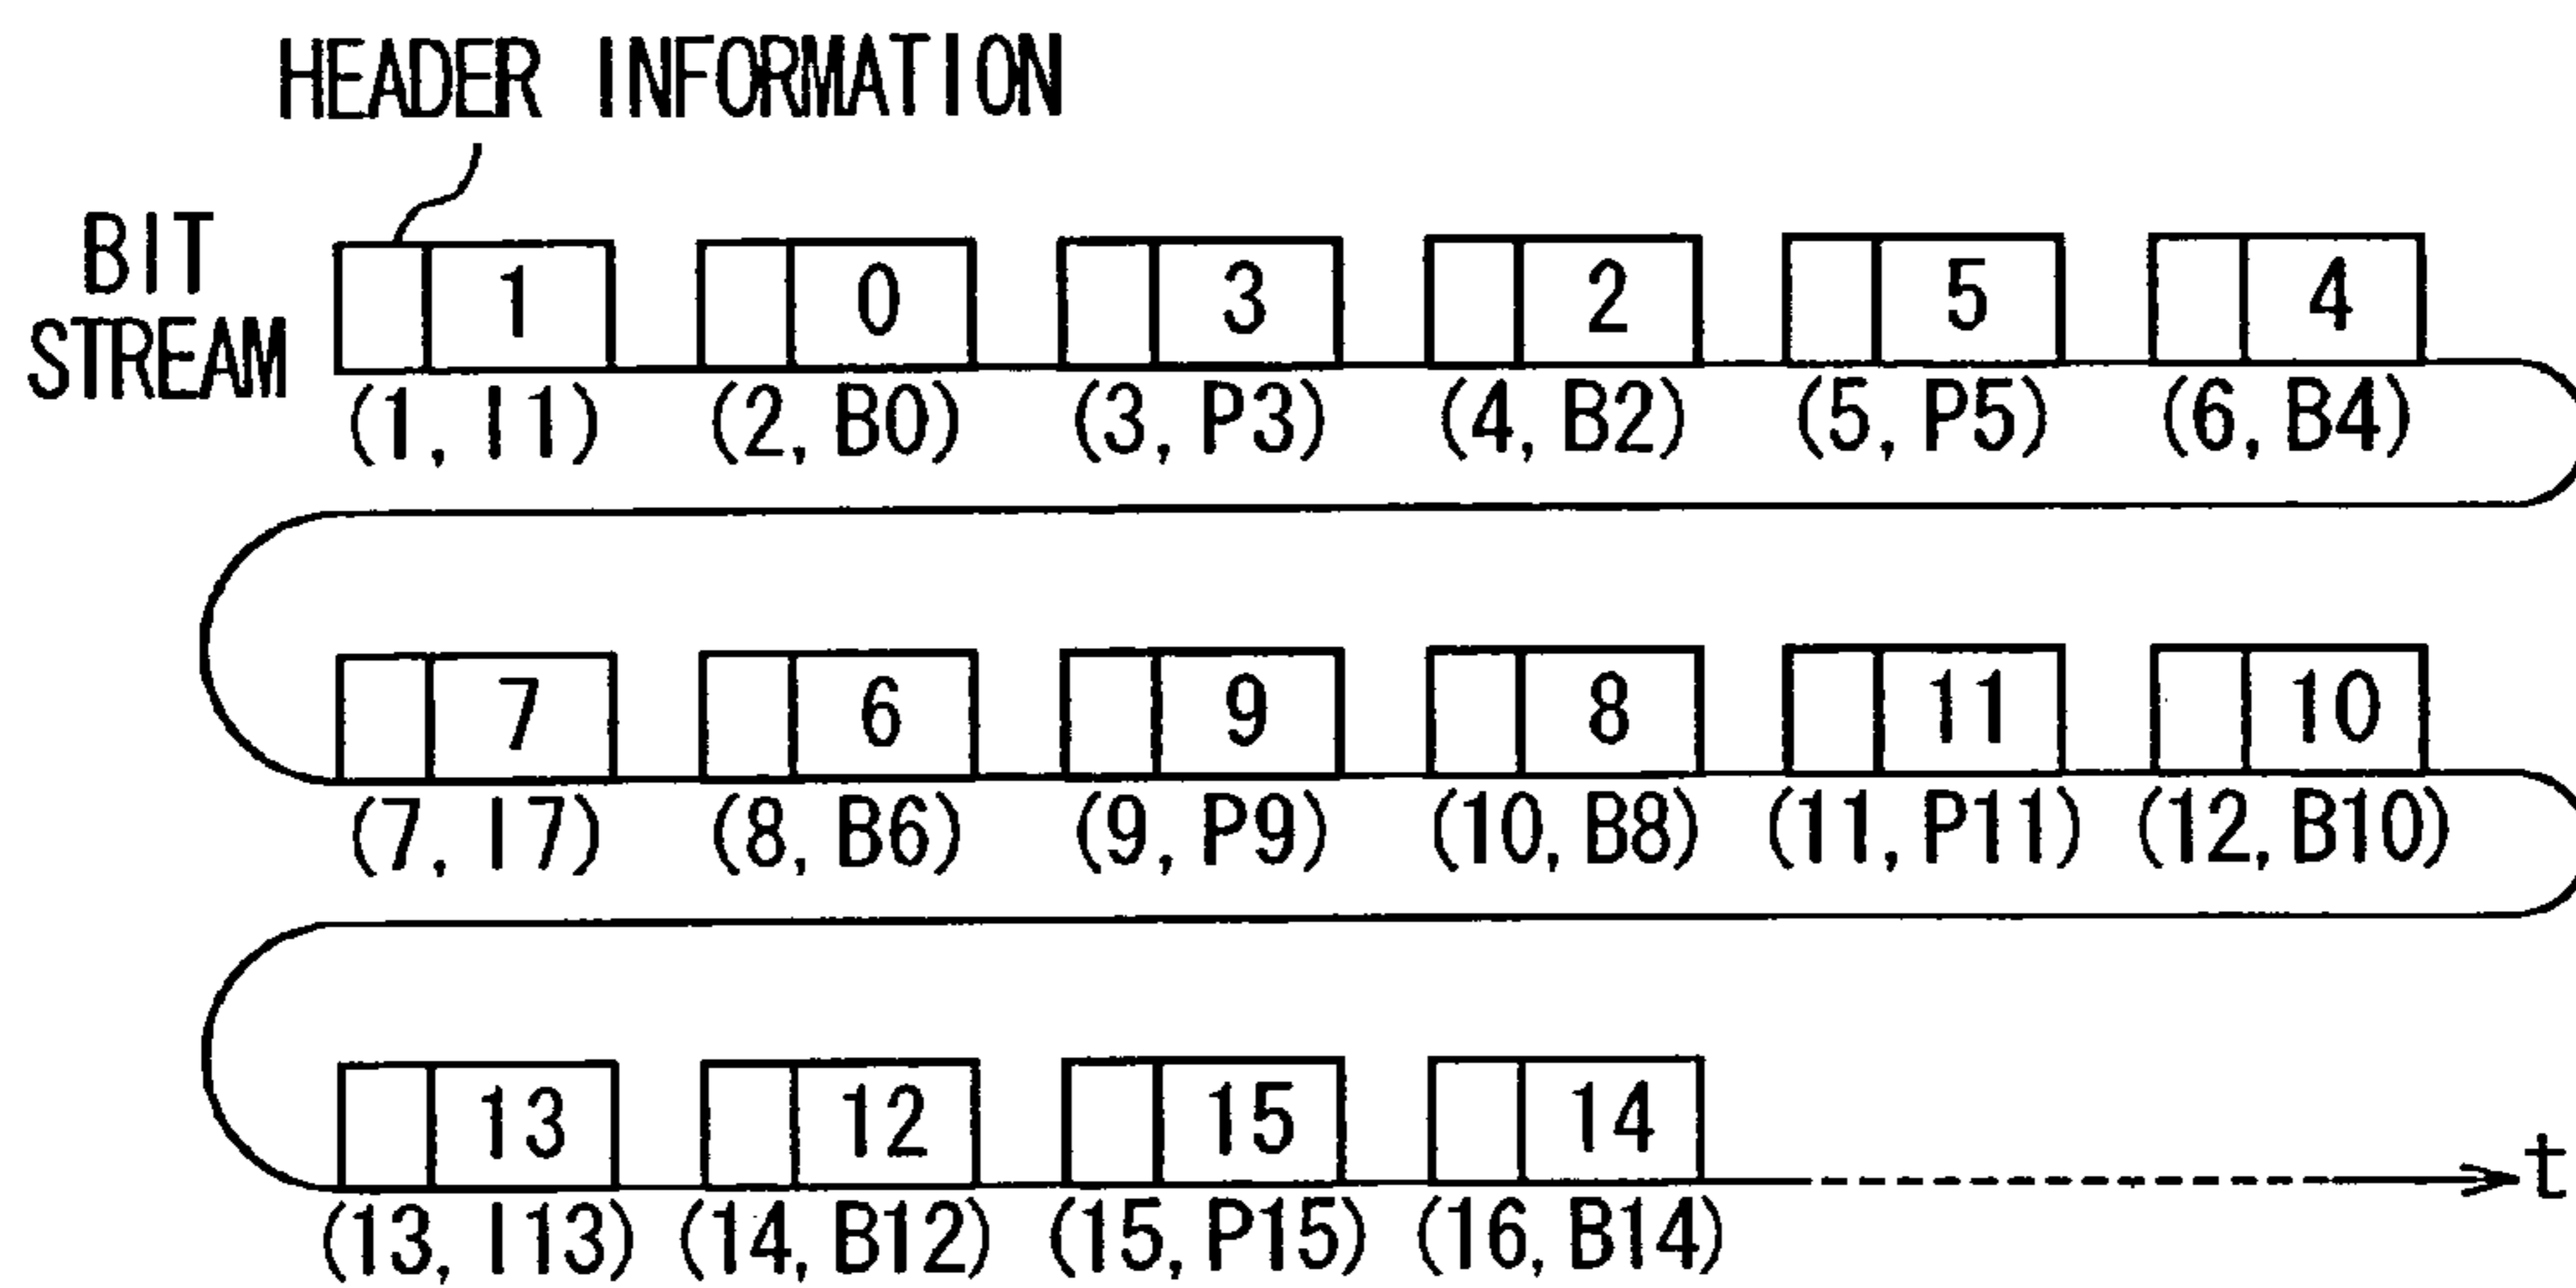 HEADER INFORMATION
BIT
STREAM
1 0 3 2 5 4
(1, I1) (2, B0) (3, P3) (4, B2) (5, P5) (6, B4)
7 6 9 8 11 10
(7, I7) (8, B6) (9, P9) (10, B8) (11, P11) (12, B10)
13 12 15 14
t
(13, I13) (14, B12) (15, P15) (16, B14)